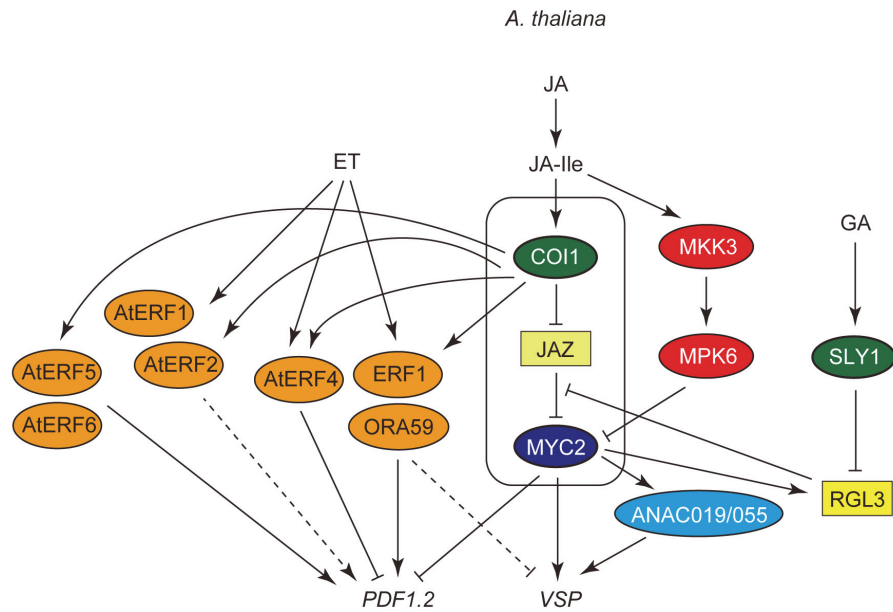 A. thaliana
JA
ET
JA-Ile
GA
COI1
MKK3
AtERF1
JAZ
MPK6
SLY1
AtERF5
AtERF2
AtERF4
ERF1
AtERF6
ORA59
MYC2
RGL3
ANAC019/055
PDF1.2
VSP